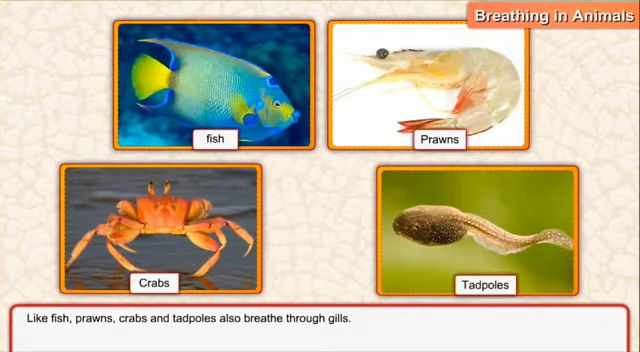 Breathing in Animals
fish
Prawns
Crabs
Tadpoles
Like fish, prawns, crabs and tadpoles also breathe through gills.